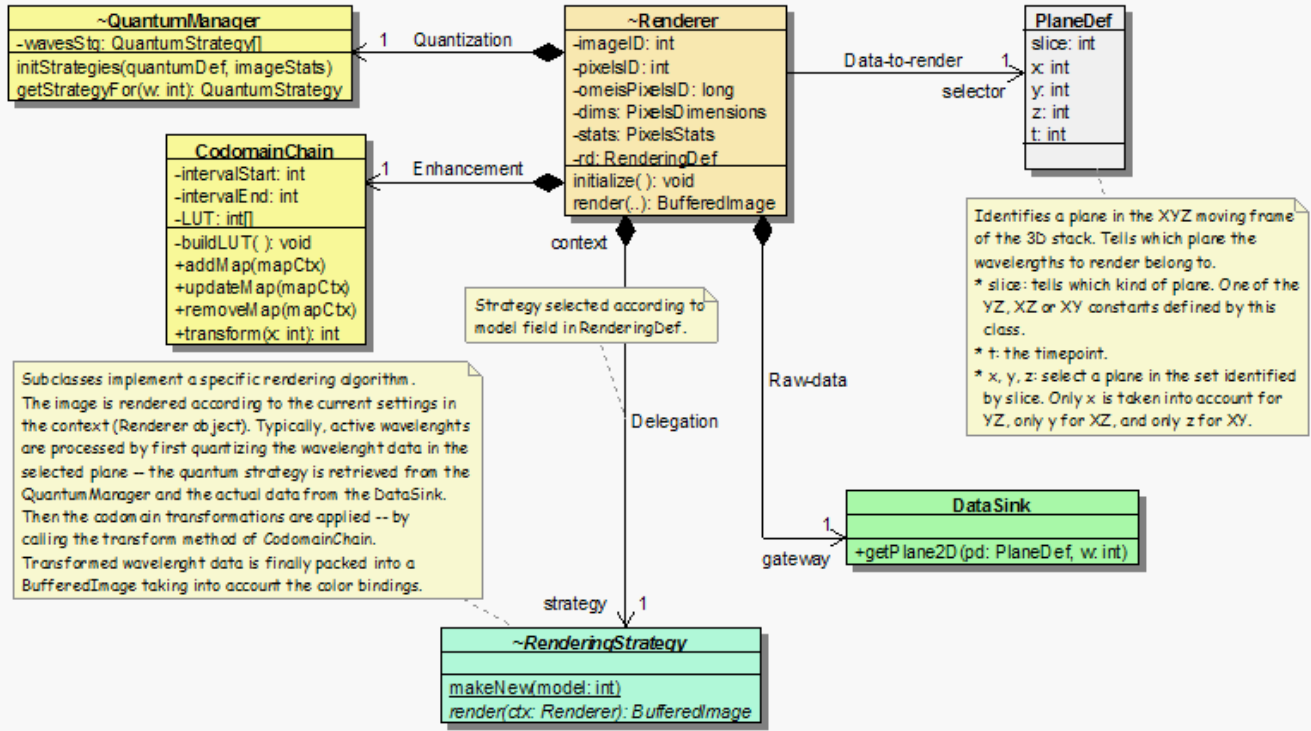 ~QuantumManager
-wavesStg: QuantumStrategy[]
initStrategies(quantumDef, imageStats)
getStrategyFor(w: int): QuantumStrategy
1 Quantization
~Renderer
-imageID: int
-pixelsID: int
-omeisPixelsID: long
-dims: PixelsDimensions
-stats: PixelsStats
-rd: RenderingDef
initialize( ): void
render(..): BufferedImage
Data-to-render 1
selector
PlaneDef
slice: int
x: int
y: int
z: int
t: int
CodomainChain
-intervalStart: int
-intervalEnd: int
-LUT: int[]
-buildLUT( ): void
+addMap(mapCtx)
+updateMap(mapCtx)
+removeMap(mapCtx)
+transform(x: int): int
1 Enhancement
context
Identifies a plane in the XYZ moving frame
of the 3D stack. Tells which plane the
wavelengths to render belong to.
* slice: tells which kind of plane. One of the
YZ, XZ or XY constants defined by this
class.
* t: the timepoint.
* x, y, z: select a plane in the set identified
by slice. Only x is taken into account for
YZ, only y for XZ, and only z for XY.
Strategy selected according to
model field in RenderingDef.
Raw-data
Delegation
Subclasses implement a specific rendering algorithm.
The image is rendered according to the current settings in
the context (Renderer object). Typically, active wavelenghts
are processed by first quantizing the wavelenght data in the
selected plane -- the quantum strategy is retrieved from the
QuantumManager and the actual data from the DataSink.
Then the codomain transformations are applied -- by
calling the transform method of CodomainChain.
Transformed wavelenght data is finally packed into a
BufferedImage taking into account the color bindings.
1
gateway
DataSink
+getPlane2D(pd: PlaneDef, w: int)
strategy 1
~RenderingStrategy
makeNew(model: int)
render(ctx: Renderer): BufferedImage